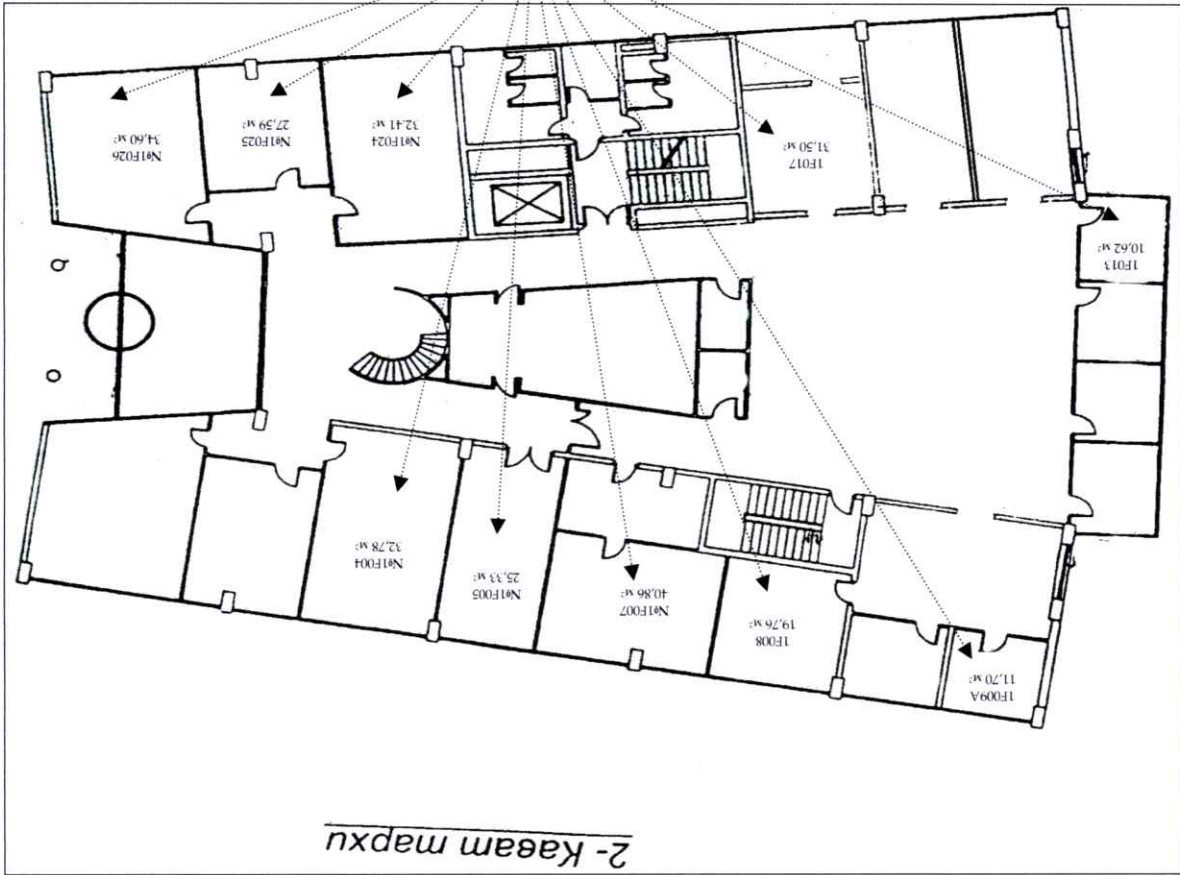 2- Кават тархи
1F009A
11,70 м²
1F008
19,76 м²
№1F007
40,86 м²
№1F005
25,33 м²
№1F004
32,78 м²
1F013
10,62 м²
1F017
31,50 м²
№1F024
32,41 м²
№1F025
27,59 м²
№1F026
34,60 м²